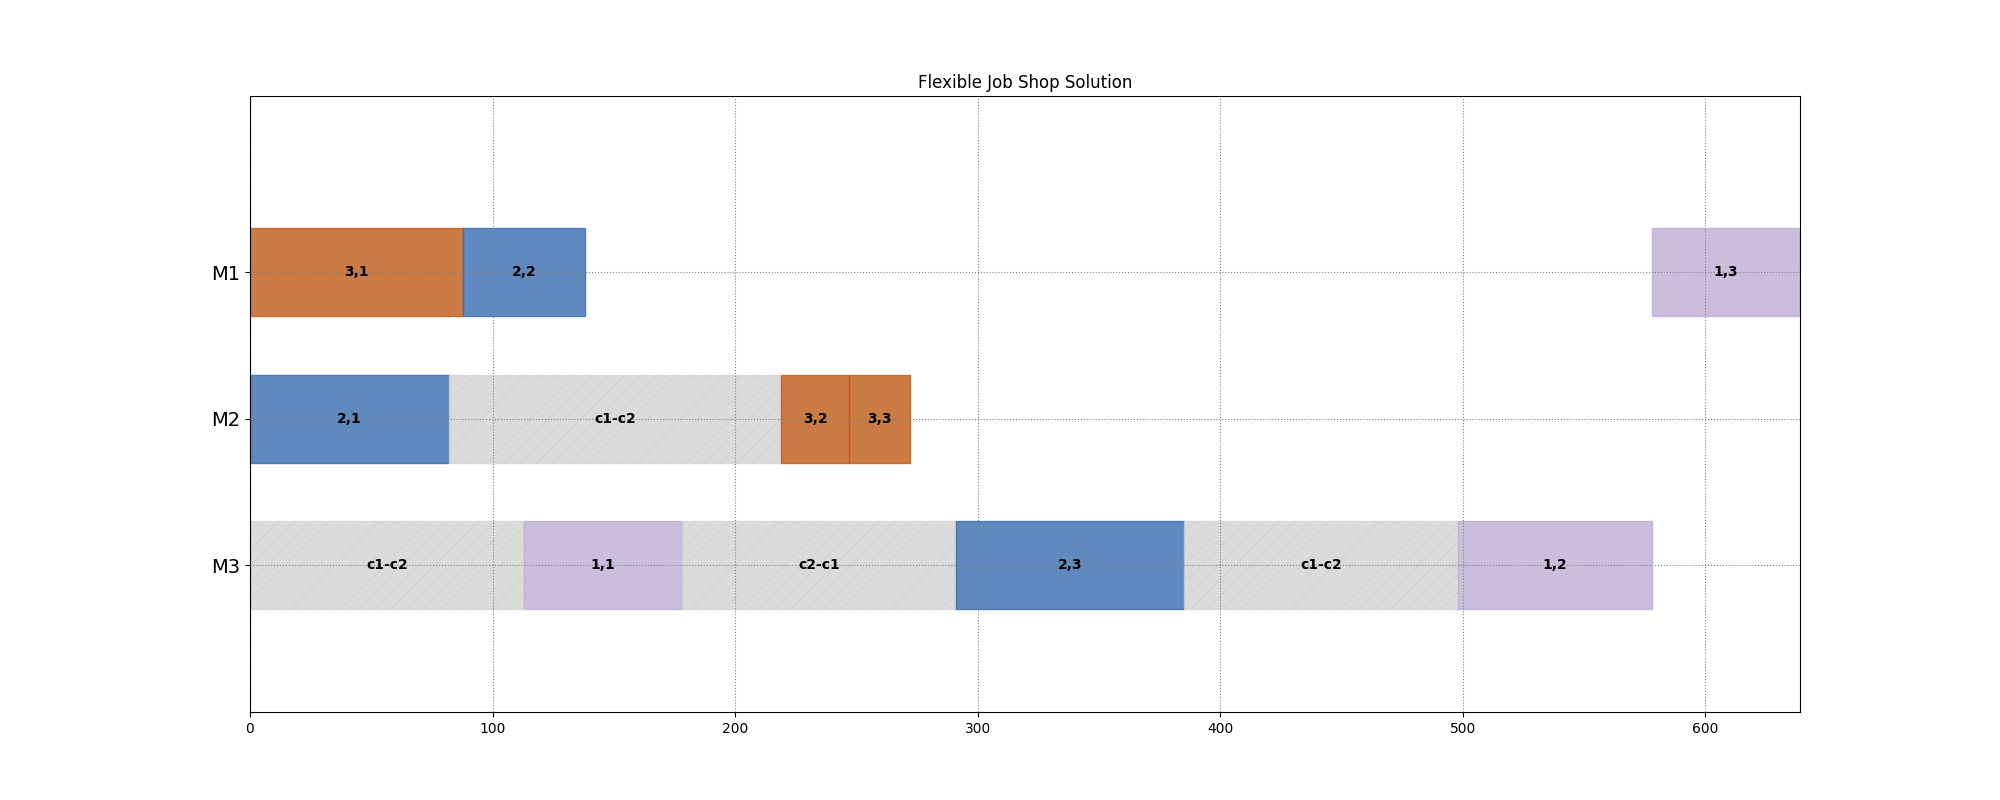 Flexible Job Shop Solution
M1 3,1 2,2 1,3
M2 2,1 c1-c2 3,2 3,3
M3 c1-c2 1,1 c2-c1 2,3 c1-c2 1,2
0 100 200 300 400 500 600